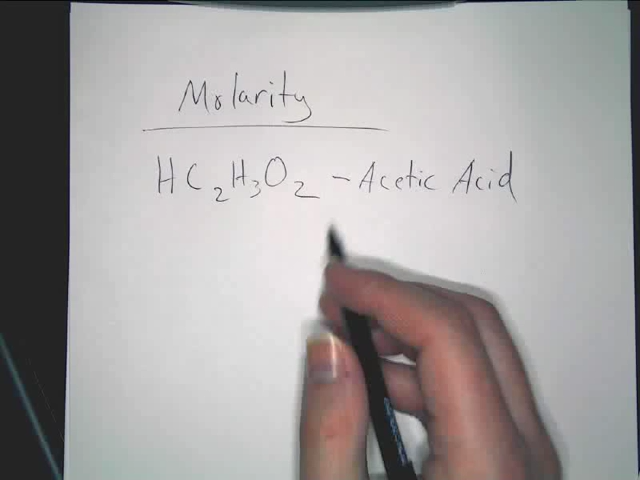 Molarity
HC₂H₃O₂ - Acetic Acid